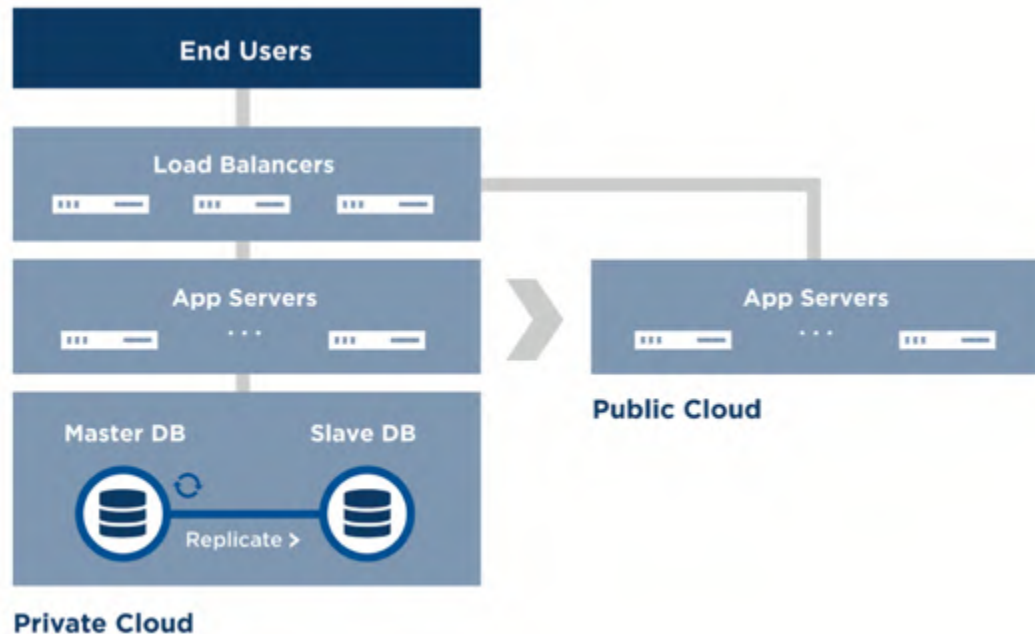 End Users
Load Balancers
App Servers
...
App Servers
...
Public Cloud
Master DB
Slave DB
Replicate >
Private Cloud